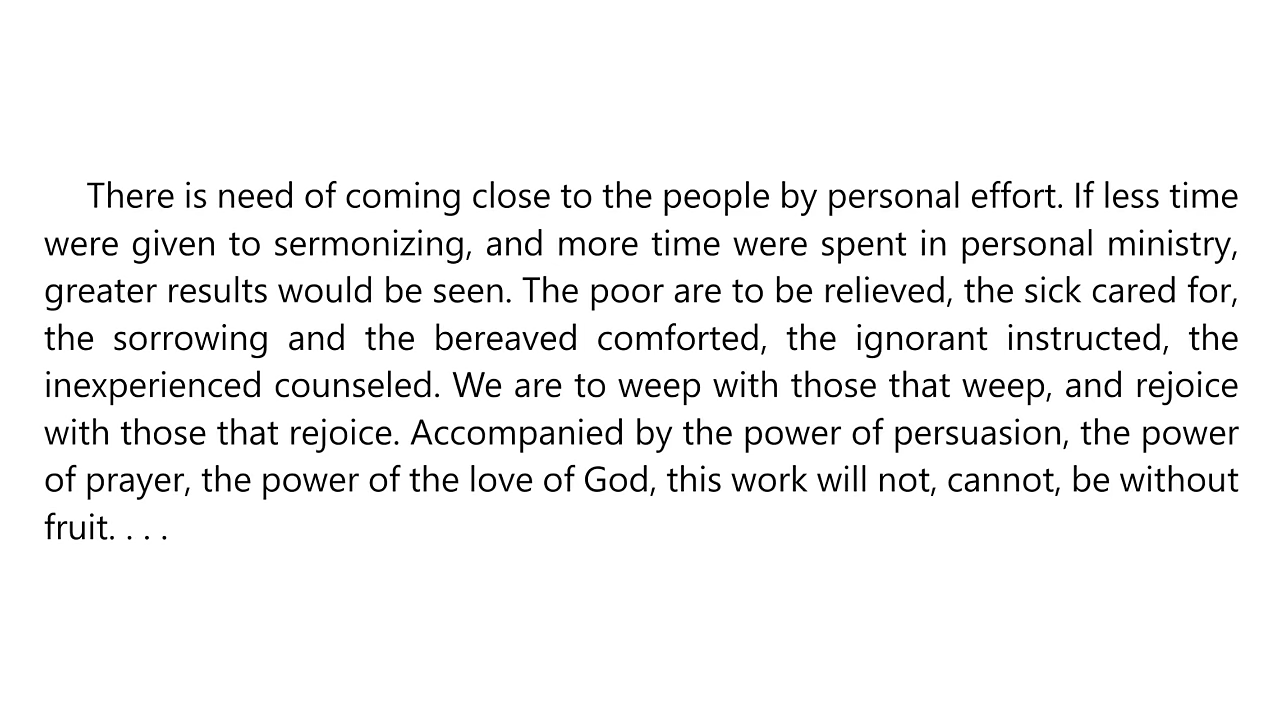 There is need of coming close to the people by personal effort. If less time
were given to sermonizing, and more time were spent in personal ministry,
greater results would be seen. The poor are to be relieved, the sick cared for,
the sorrowing and the bereaved comforted, the ignorant instructed, the
inexperienced counseled. We are to weep with those that weep, and rejoice
with those that rejoice. Accompanied by the power of persuasion, the power
of prayer, the power of the love of God, this work will not, cannot, be without
fruit. . . .